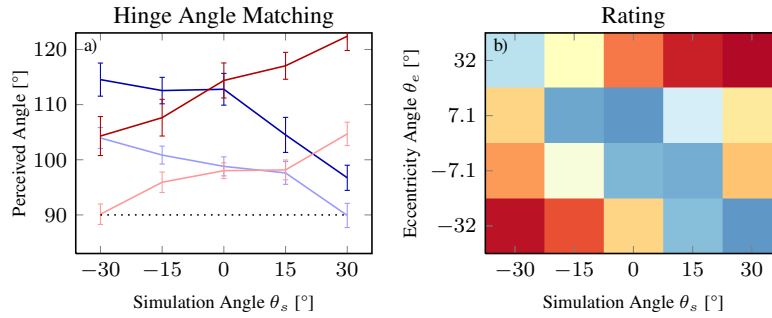 Hinge Angle Matching
a)
120
110
100
90
Perceived Angle [°]
−30 −15 0 15 30
Simulation Angle θs [°]
Rating
b)
32
7.1
−7.1
−32
Eccentricity Angle θe [°]
−30 −15 0 15 30
Simulation Angle θs [°]